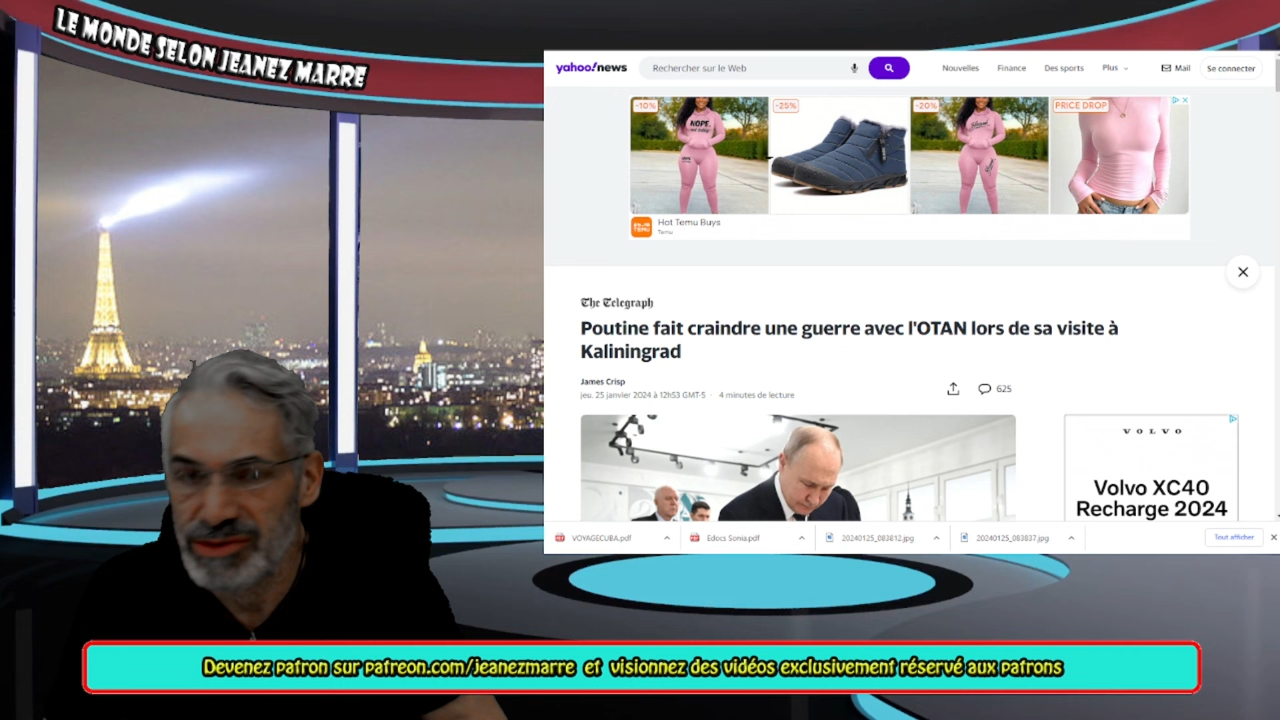 LE MONDE SELON JEANEZ MARRE
yahoo!news
Rechercher sur le Web
Nouvelles
Finance
Des sports
Plus
Mail
Se connecter
-10%
-25%
-20%
PRICE DROP
NOPE.
Hot Temu Buys
Temu
The Telegraph
Poutine fait craindre une guerre avec l'OTAN lors de sa visite à
Kaliningrad
James Crisp
jeu. 25 janvier 2024 à 12h53 GMT-5 · 4 minutes de lecture
625
VOLVO
Volvo XC40
Recharge 2024
VOYAGECUBA.pdf
Edocs Sonia.pdf
20240125_083812.jpg
20240125_083837.jpg
Tout afficher
Devenez patron sur patreon.com/jeanezmarre et visionnez des vidéos exclusivement réservé aux patrons